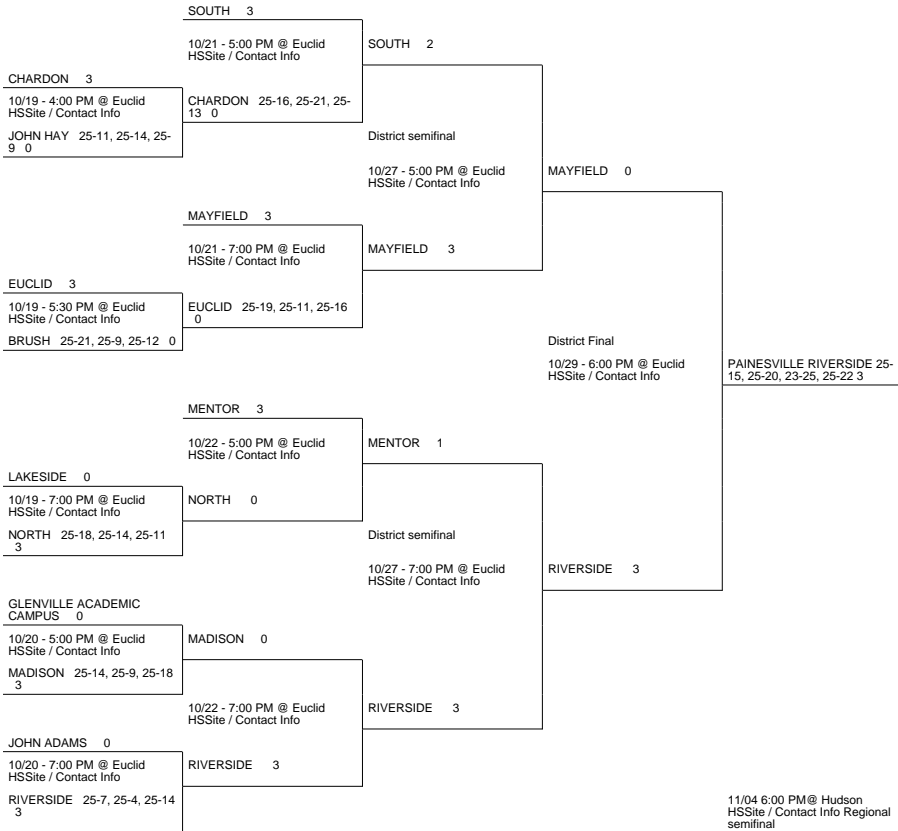 SOUTH 3
10/21 - 5:00 PM @ Euclid
HSSite / Contact Info
SOUTH 2
CHARDON 3
10/19 - 4:00 PM @ Euclid
HSSite / Contact Info
CHARDON 25-16, 25-21, 25-
13 0
JOHN HAY 25-11, 25-14, 25-
9 0
District semifinal
10/27 - 5:00 PM @ Euclid
HSSite / Contact Info
MAYFIELD 0
MAYFIELD 3
10/21 - 7:00 PM @ Euclid
HSSite / Contact Info
MAYFIELD 3
EUCLID 3
10/19 - 5:30 PM @ Euclid
HSSite / Contact Info
EUCLID 25-19, 25-11, 25-16
0
BRUSH 25-21, 25-9, 25-12 0
District Final
10/29 - 6:00 PM @ Euclid
HSSite / Contact Info
PAINESVILLE RIVERSIDE 25-
15, 25-20, 23-25, 25-22 3
MENTOR 3
10/22 - 5:00 PM @ Euclid
HSSite / Contact Info
MENTOR 1
LAKESIDE 0
10/19 - 7:00 PM @ Euclid
HSSite / Contact Info
NORTH 0
NORTH 25-18, 25-14, 25-11
3
District semifinal
10/27 - 7:00 PM @ Euclid
HSSite / Contact Info
RIVERSIDE 3
GLENVILLE ACADEMIC
CAMPUS 0
10/20 - 5:00 PM @ Euclid
HSSite / Contact Info
MADISON 0
MADISON 25-14, 25-9, 25-18
3
10/22 - 7:00 PM @ Euclid
HSSite / Contact Info
RIVERSIDE 3
JOHN ADAMS 0
10/20 - 7:00 PM @ Euclid
HSSite / Contact Info
RIVERSIDE 3
RIVERSIDE 25-7, 25-4, 25-14
3
11/04 6:00 PM@ Hudson
HSSite / Contact Info Regional
semifinal